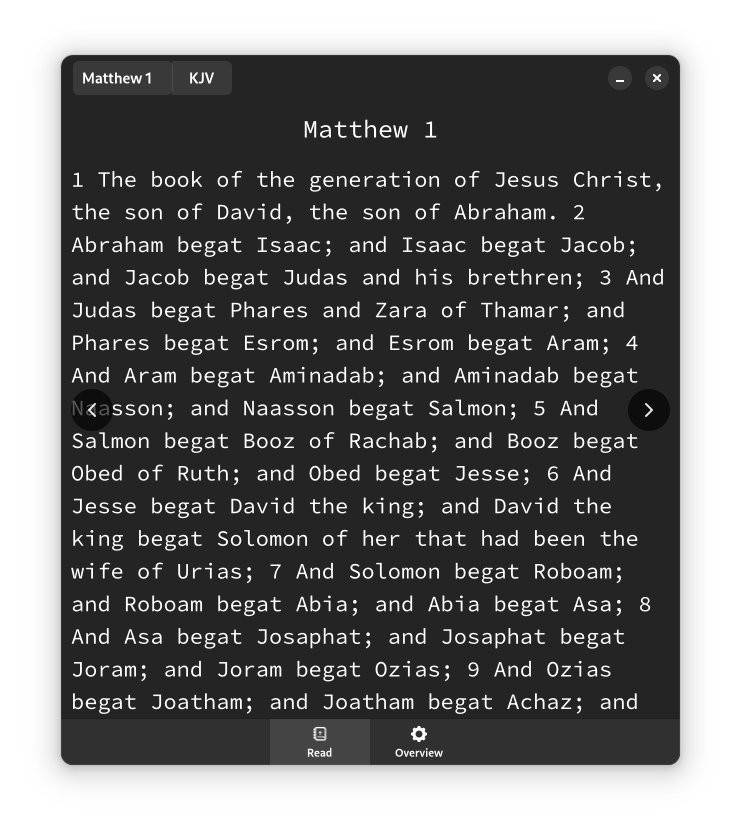 Matthew 1 KJV
Matthew 1
1 The book of the generation of Jesus Christ,
the son of David, the son of Abraham. 2
Abraham begat Isaac; and Isaac begat Jacob;
and Jacob begat Judas and his brethren; 3 And
Judas begat Phares and Zara of Thamar; and
Phares begat Esrom; and Esrom begat Aram; 4
And Aram begat Aminadab; and Aminadab begat
Naasson; and Naasson begat Salmon; 5 And
Salmon begat Booz of Rachab; and Booz begat
Obed of Ruth; and Obed begat Jesse; 6 And
Jesse begat David the king; and David the
king begat Solomon of her that had been the
wife of Urias; 7 And Solomon begat Roboam;
and Roboam begat Abia; and Abia begat Asa; 8
And Asa begat Josaphat; and Josaphat begat
Joram; and Joram begat Ozias; 9 And Ozias
begat Joatham; and Joatham begat Achaz; and
Read Overview